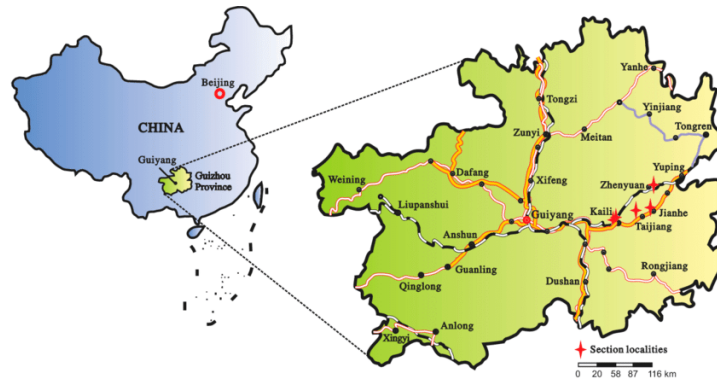 Beijing
CHINA
Guiyang
Guizhou
Province
Yanhe
Tongzi
Yinjiang
Zunyi
Meitan
Tongren
Yuping
Xifeng
Dafang
Weining
Zhenyuan
Liupanshui
Guiyang
Kaili
Jianhe
Taijiang
Anshun
Guanling
Rongjiang
Qinglong
Dushan
Anlong
Xingyi
Section localities
0 20 58 87 116 km